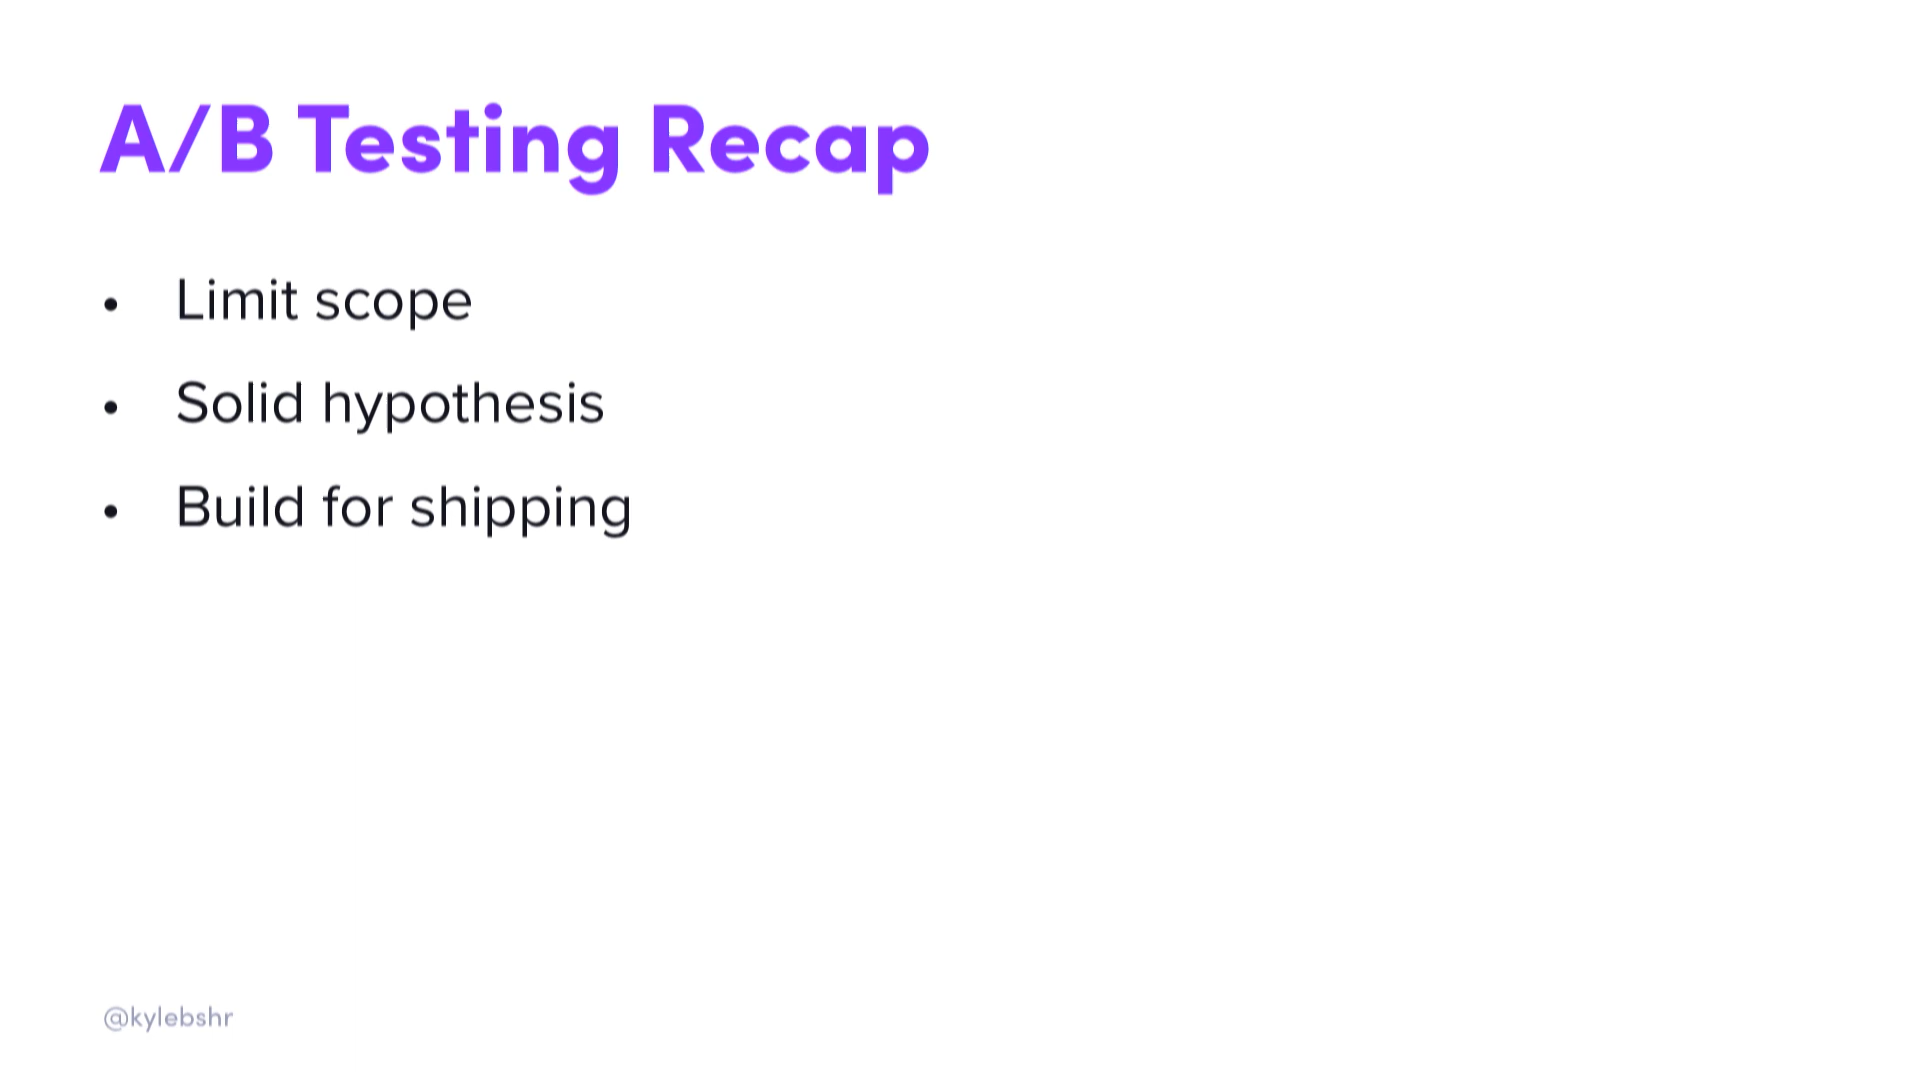 A/B Testing Recap
• Limit scope
• Solid hypothesis
• Build for shipping
@kylebshr